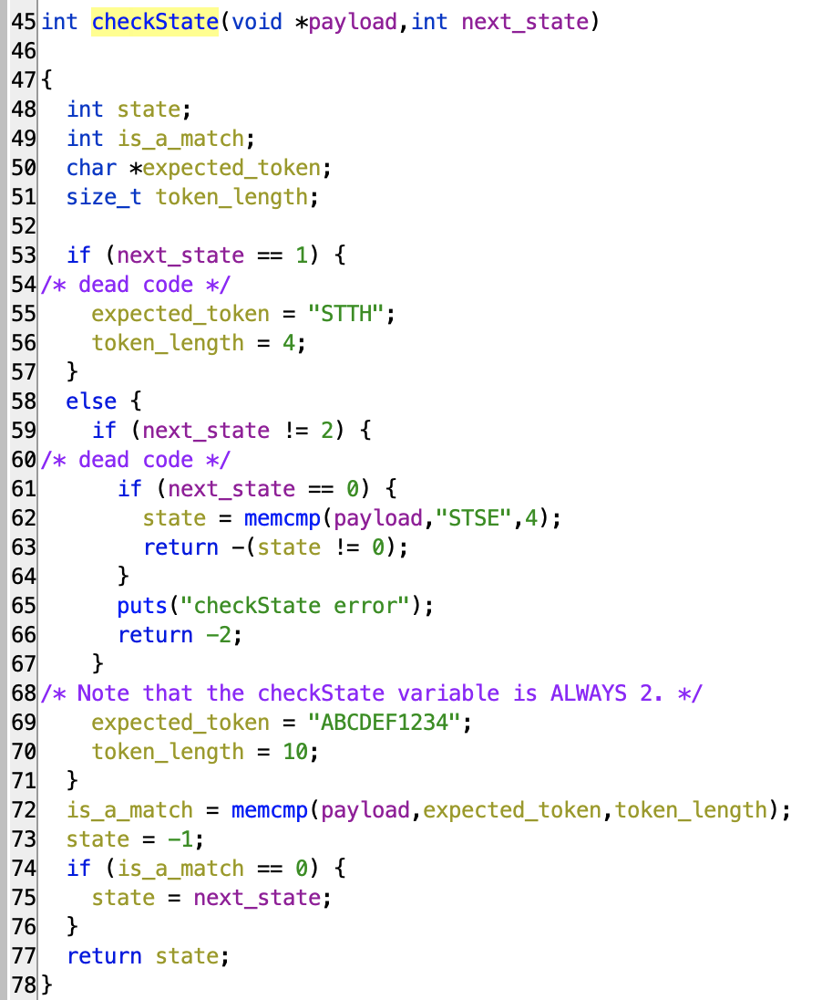 45 int checkState(void *payload,int next_state)
46
47 {
48   int state;
49   int is_a_match;
50   char *expected_token;
51   size_t token_length;
52
53   if (next_state == 1) {
54 /* dead code */
55     expected_token = "STTH";
56     token_length = 4;
57   }
58   else {
59     if (next_state != 2) {
60 /* dead code */
61       if (next_state == 0) {
62         state = memcmp(payload,"STSE",4);
63         return -(state != 0);
64       }
65       puts("checkState error");
66       return -2;
67     }
68 /* Note that the checkState variable is ALWAYS 2. */
69     expected_token = "ABCDEF1234";
70     token_length = 10;
71   }
72   is_a_match = memcmp(payload,expected_token,token_length);
73   state = -1;
74   if (is_a_match == 0) {
75     state = next_state;
76   }
77   return state;
78 }